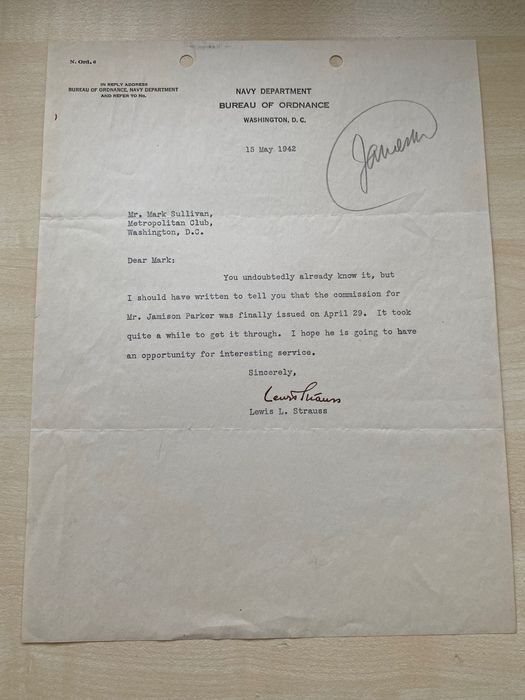 N. Ord. 4
IN REPLY ADDRESS
BUREAU OF ORDNANCE, NAVY DEPARTMENT
AND REFER TO No.
NAVY DEPARTMENT
BUREAU OF ORDNANCE
WASHINGTON, D. C.
15 May 1942
Mr. Mark Sullivan,
Metropolitan Club,
Washington, D.C.
Dear Mark:
You undoubtedly already know it, but
I should have written to tell you that the commission for
Mr. Jamison Parker was finally issued on April 29. It took
quite a while to get it through. I hope he is going to have
an opportunity for interesting service.
Sincerely,
Lewis Strauss
Lewis L. Strauss